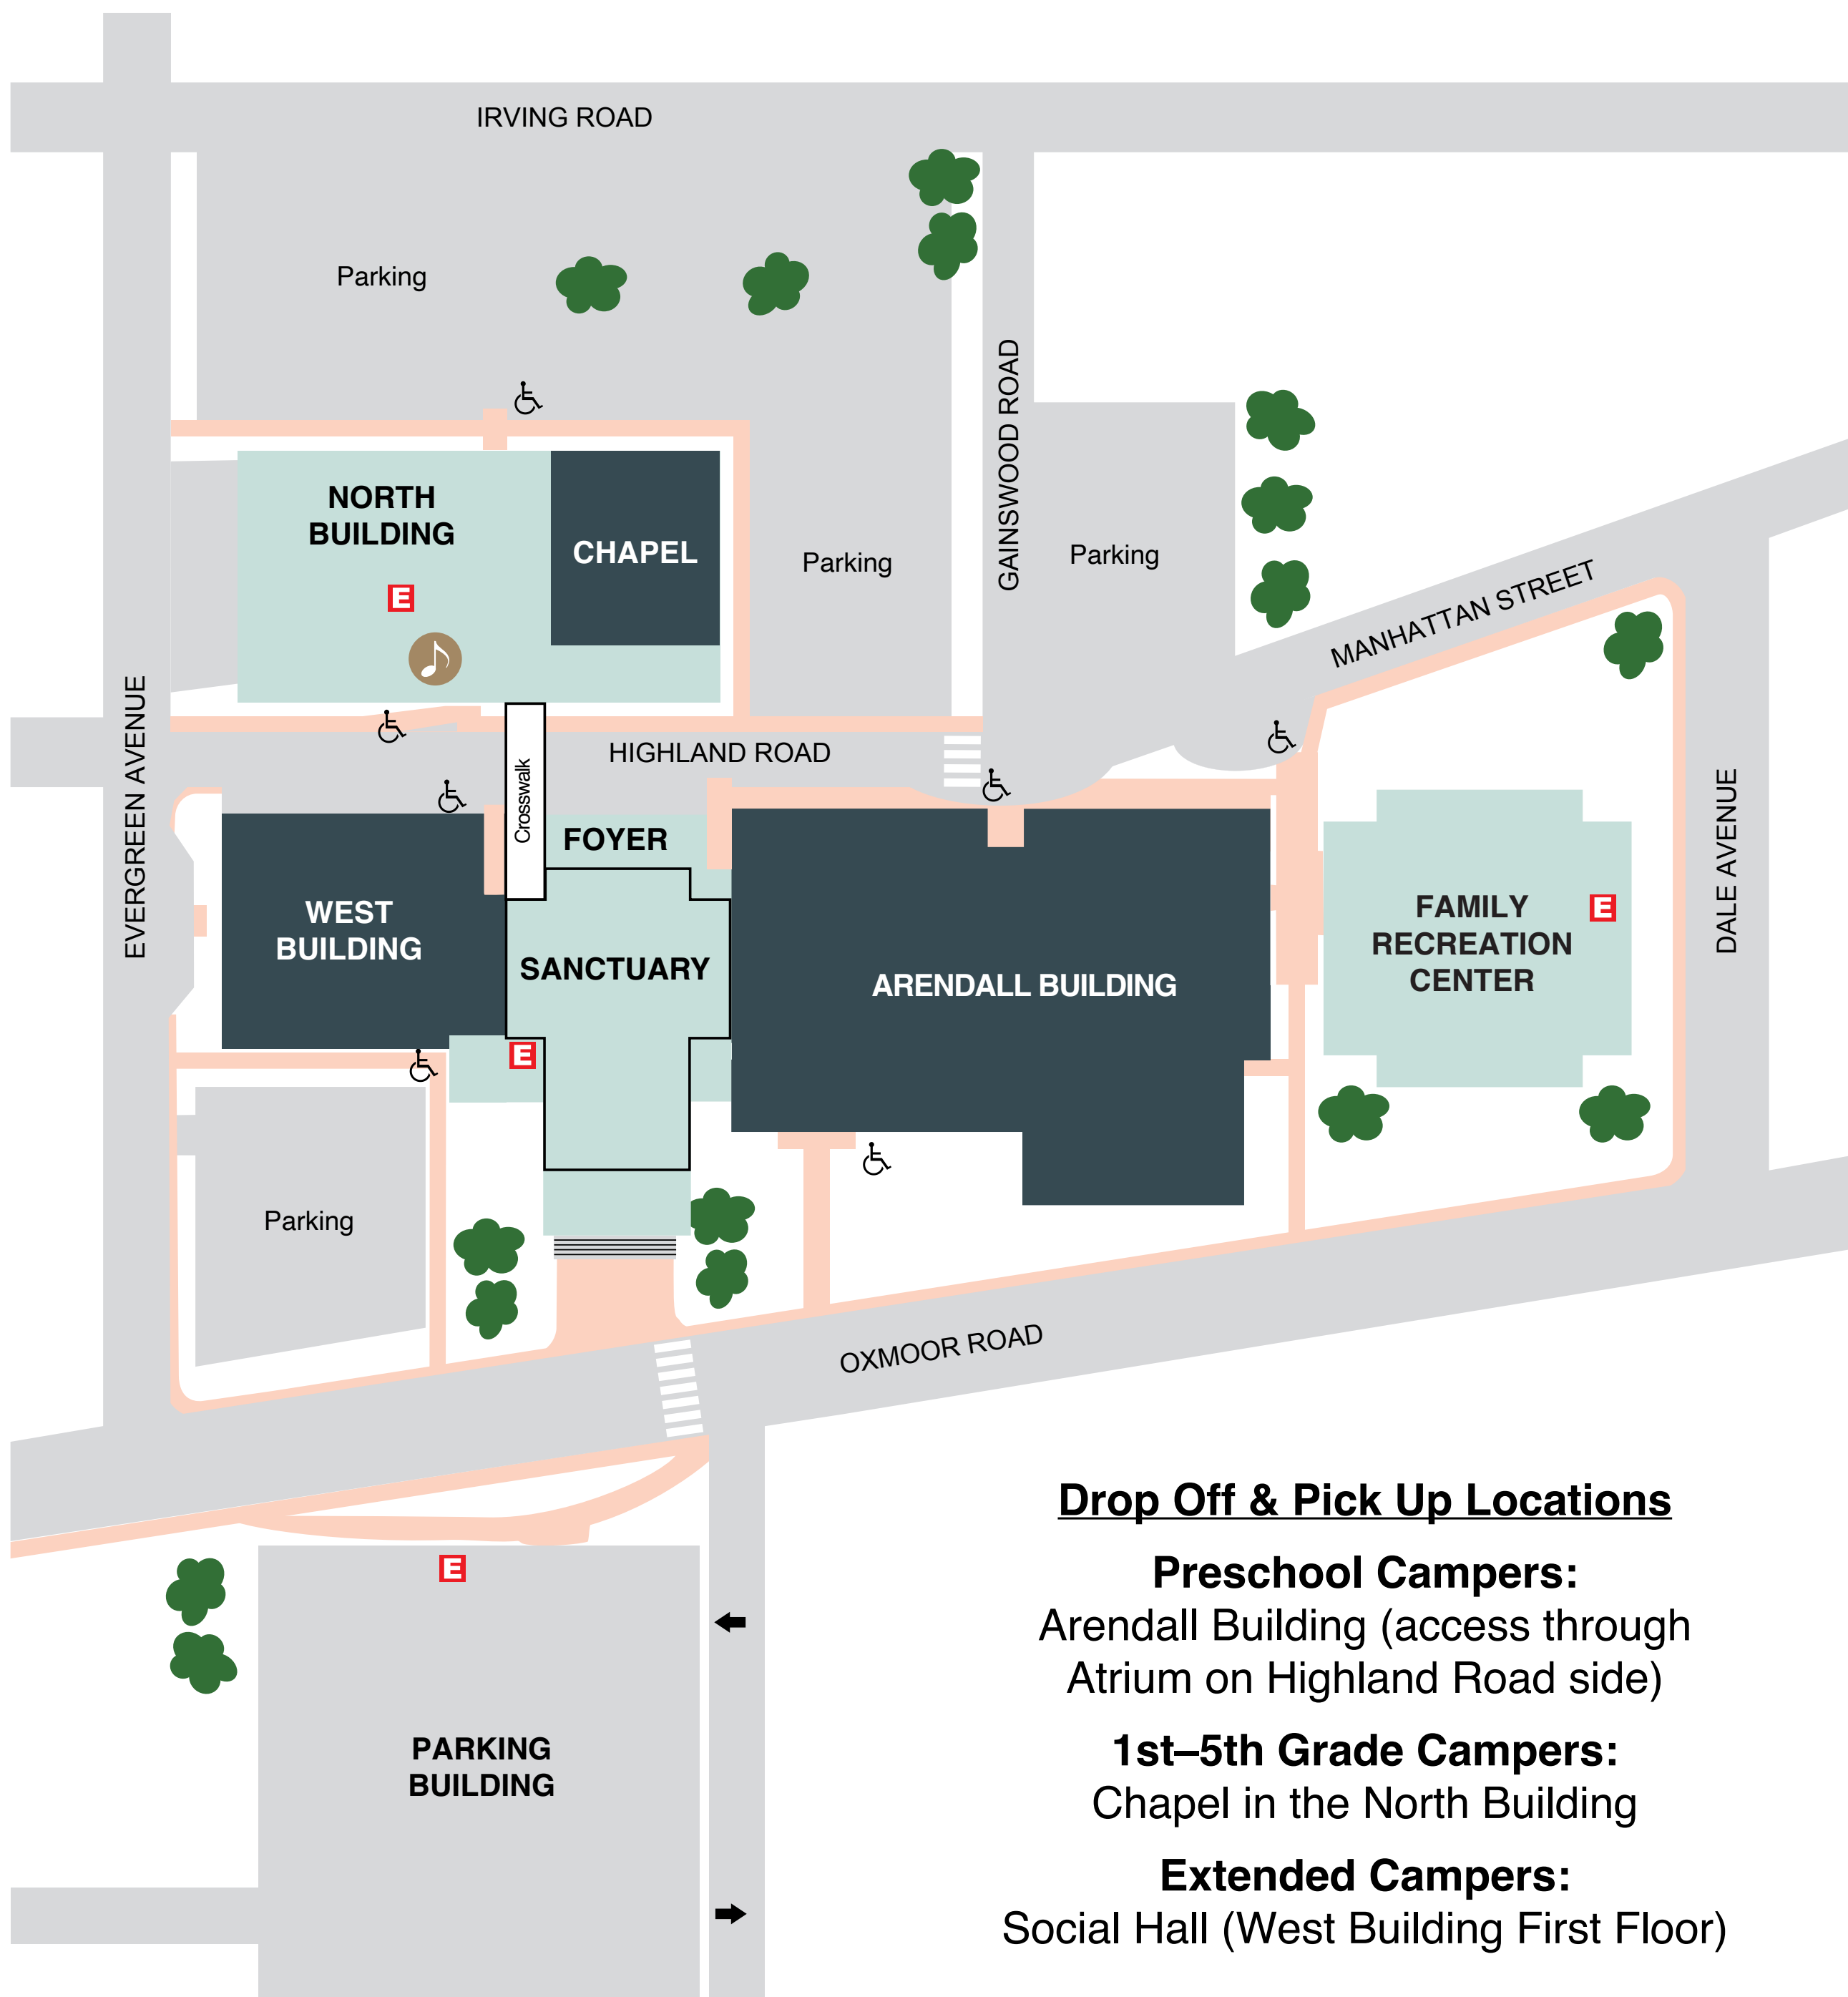 IRVING ROAD
Parking
GAINSWOOD ROAD
NORTH
BUILDING
CHAPEL
E
Parking
Parking
MANHATTAN STREET
EVERGREEN AVENUE
HIGHLAND ROAD
Crosswalk
FOYER
WEST
BUILDING
SANCTUARY
ARENDALL BUILDING
FAMILY
RECREATION
CENTER
E
DALE AVENUE
E
Parking
OXMOOR ROAD
E
PARKING
BUILDING
Drop Off & Pick Up Locations
Preschool Campers:
Arendall Building (access through
Atrium on Highland Road side)
1st–5th Grade Campers:
Chapel in the North Building
Extended Campers:
Social Hall (West Building First Floor)